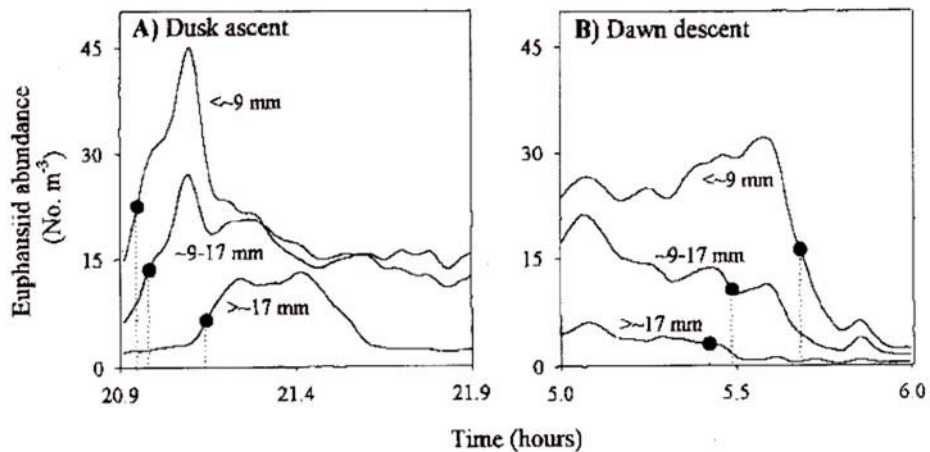 A) Dusk ascent
B) Dawn descent
Euphausiid abundance
(No. m⁻³)
45
30
15
0
<~9 mm
~9-17 mm
>~17 mm
20.9
21.4
21.9
45
30
15
0
<~9 mm
~9-17 mm
>~17 mm
5.0
5.5
6.0
Time (hours)